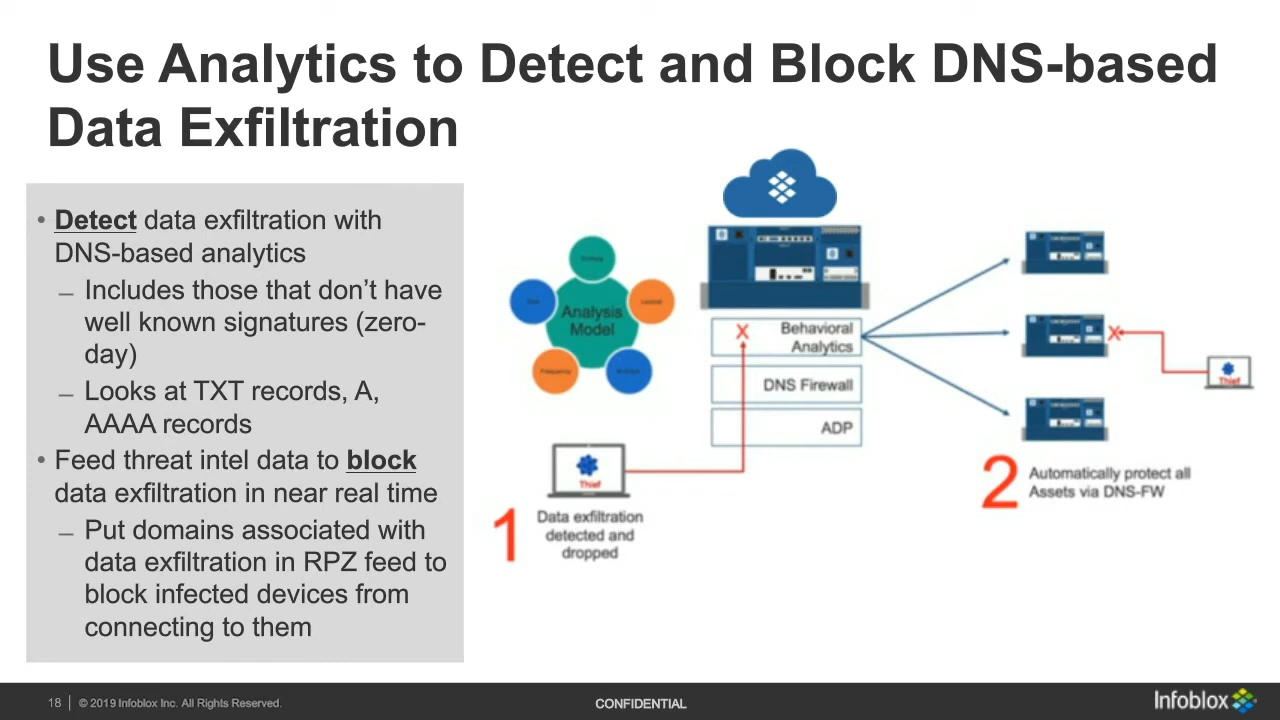 Use Analytics to Detect and Block DNS-based
Data Exfiltration
• Detect data exfiltration with
DNS-based analytics
– Includes those that don’t have
well known signatures (zero-
day)
– Looks at TXT records, A,
AAAA records
• Feed threat intel data to block
data exfiltration in near real time
– Put domains associated with
data exfiltration in RPZ feed to
block infected devices from
connecting to them
Entropy
Lexical
Frequency
Analysis
Model
X
Behavioral
Analytics
DNS Firewall
ADP
Thief
1
Data exfiltration
detected and
dropped
X
Thief
2
Automatically protect all
Assets via DNS-FW
18 | © 2019 Infoblox Inc. All Rights Reserved.
CONFIDENTIAL
Infoblox